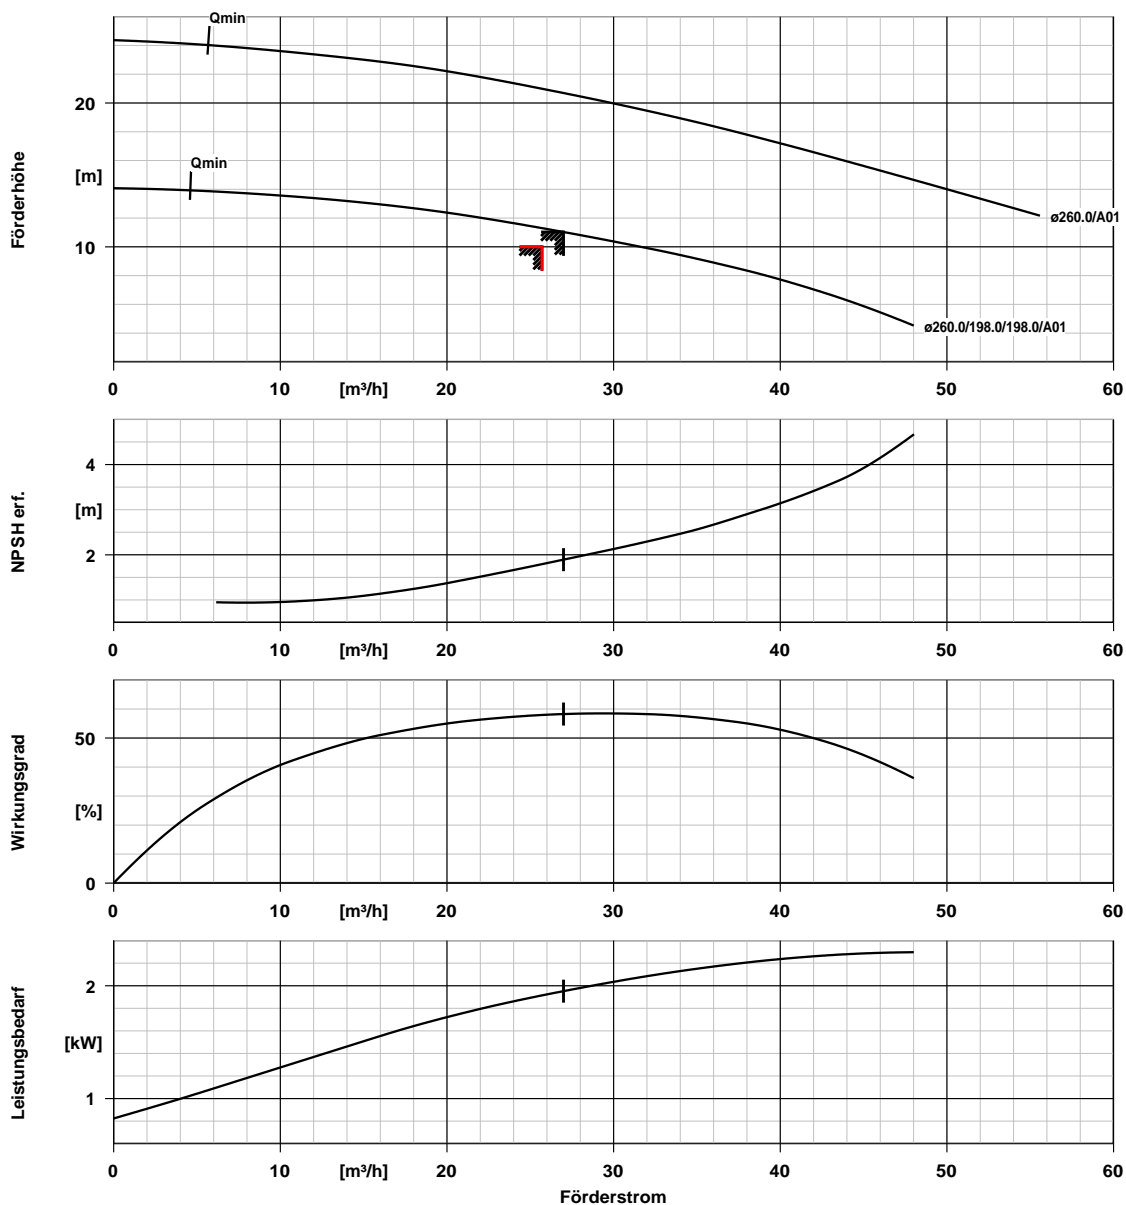 Qmin
20
Qmin
[m]
Förderhöhe
ø260.0/A01
10
ø260.0/198.0/198.0/A01
0 10 [m³/h] 20 30 40 50 60
4
[m]
NPSH erf.
2
0 10 [m³/h] 20 30 40 50 60
50
Wirkungsgrad
[%]
0
0 10 [m³/h] 20 30 40 50 60
2
[kW]
Leistungsbedarf
1
0 10 [m³/h] 20 30 40 50 60
Förderstrom